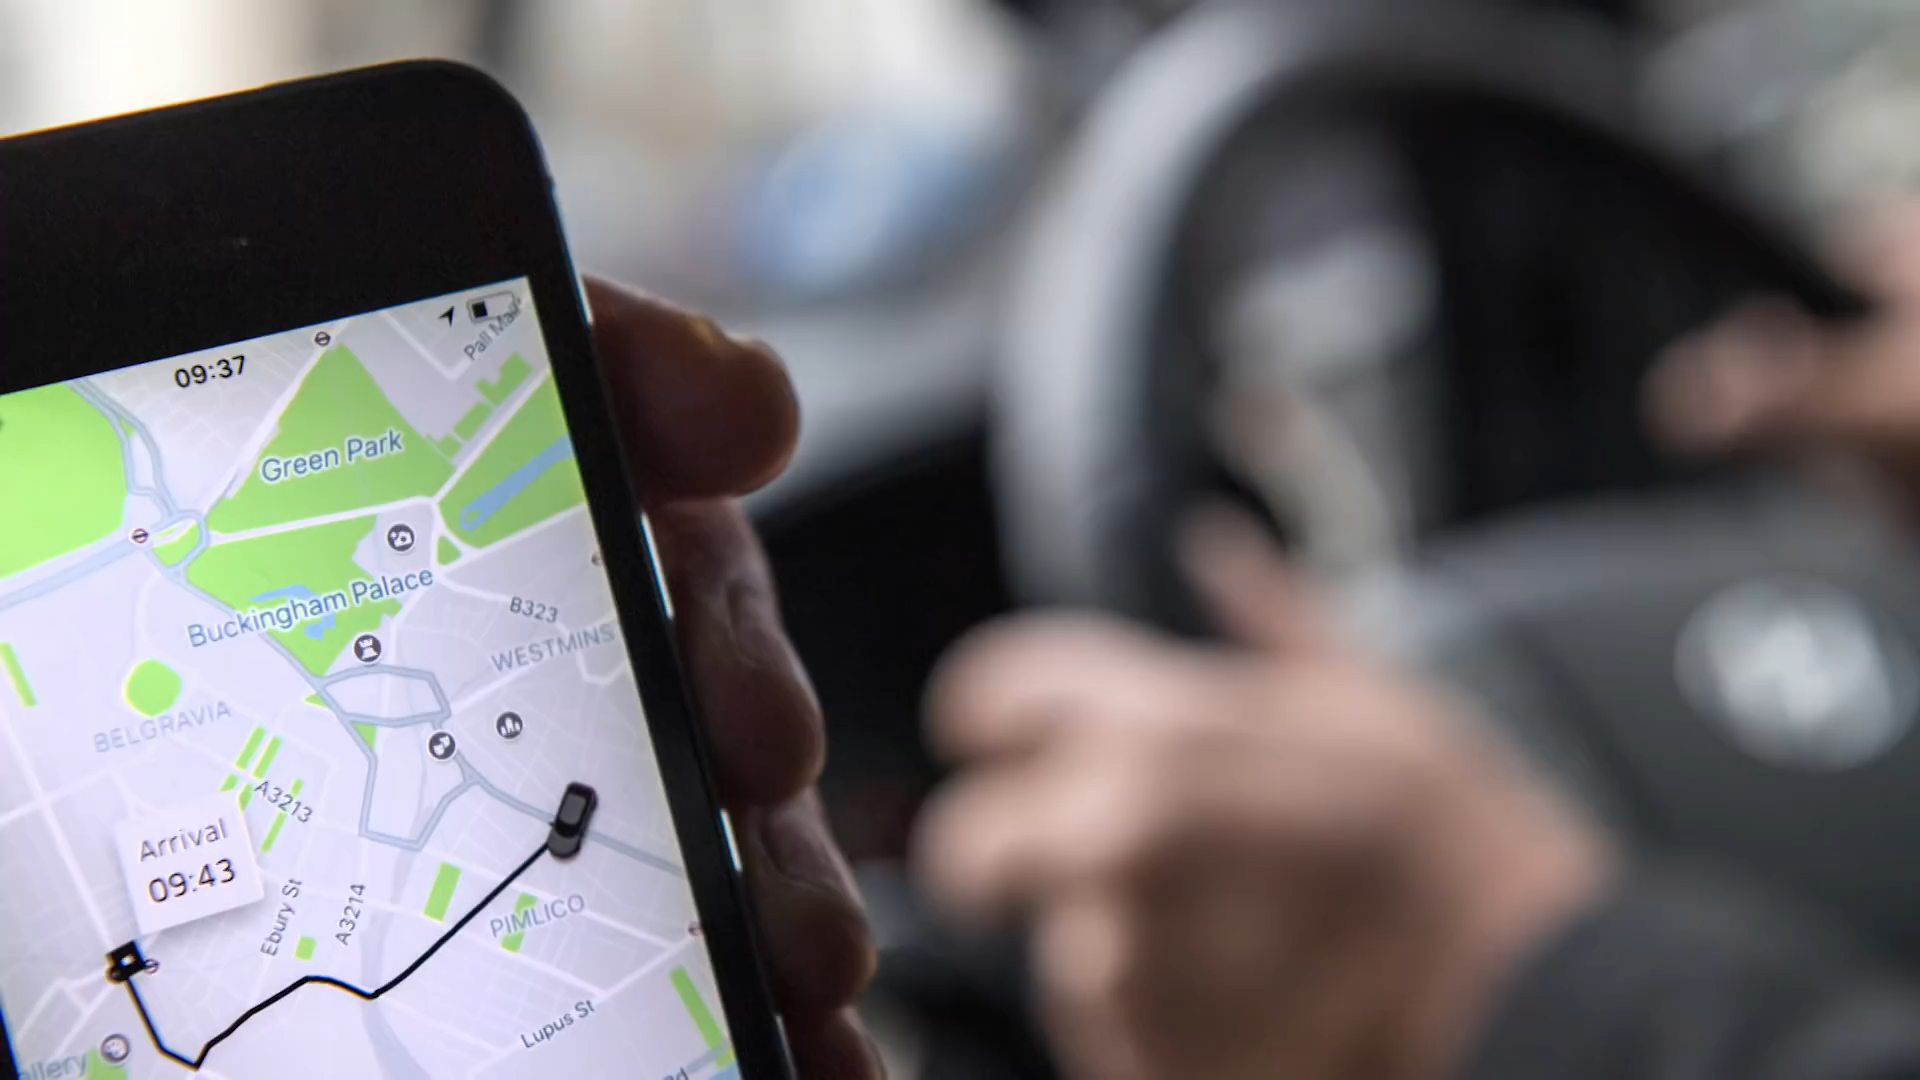 09:37
Pall Mall
Green Park
Buckingham Palace
B323
WESTMINS
BELGRAVIA
A3213
Arrival
09:43
Ebury St
A3214
PIMLICO
Lupus St
allery
Rd